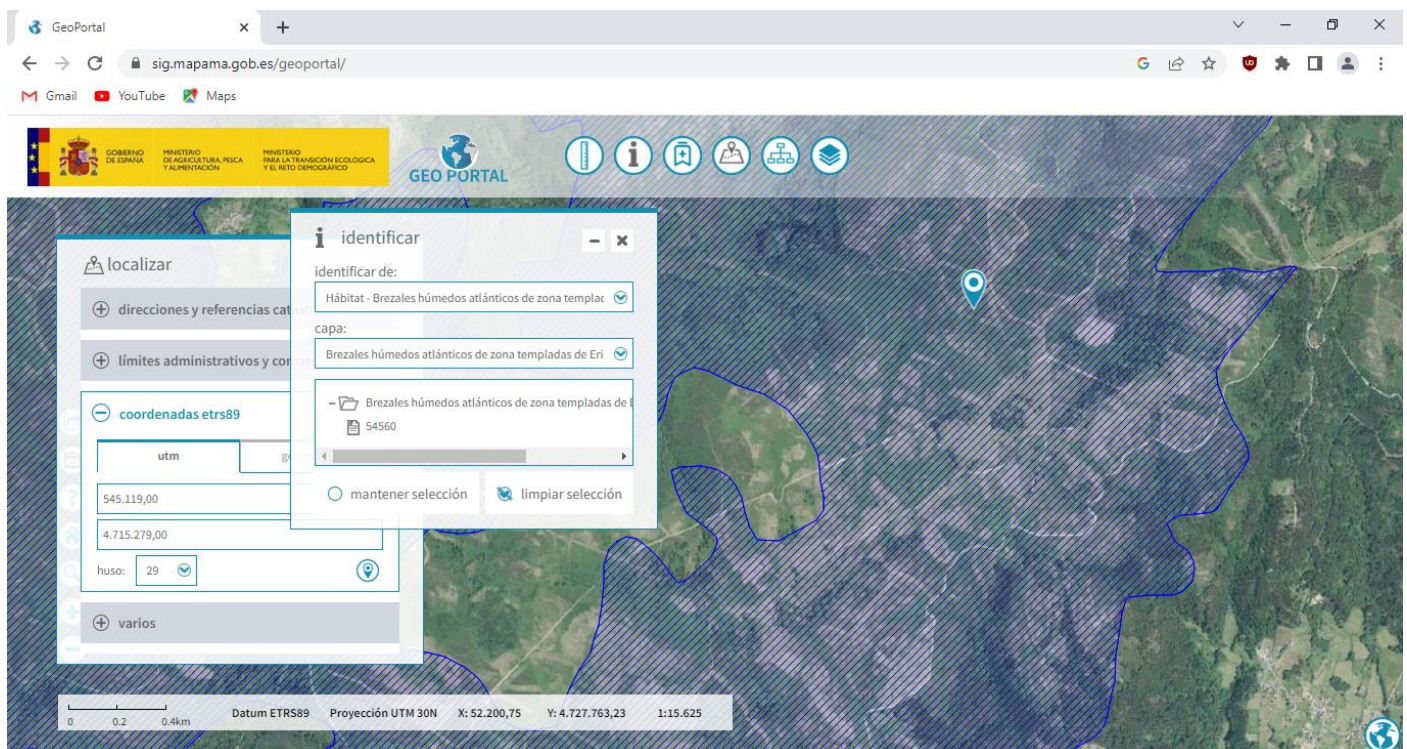 GeoPortal
sig.mapama.gob.es/geoportal/
Gmail YouTube Maps
GOBIERNO DE ESPAÑA
MINISTERIO DE AGRICULTURA, PESCA Y ALIMENTACIÓN
MINISTERIO PARA LA TRANSICIÓN ECOLÓGICA Y EL RETO DEMOGRÁFICO
GEO PORTAL
localizar
direcciones y referencias cat
límites administrativos y co
coordenadas etrs89
utm
ge
545.119,00
4.715.279,00
huso: 29
varios
identificar
identificar de:
Hábitat - Brezales húmedos atlánticos de zona templac
capa:
Brezales húmedos atlánticos de zona templadas de Eri
Brezales húmedos atlánticos de zona templadas de E
54560
mantener selección limpiar selección
0 0.2 0.4km Datum ETRS89 Proyección UTM 30N X: 52.200,75 Y: 4.727.763,23 1:15.625